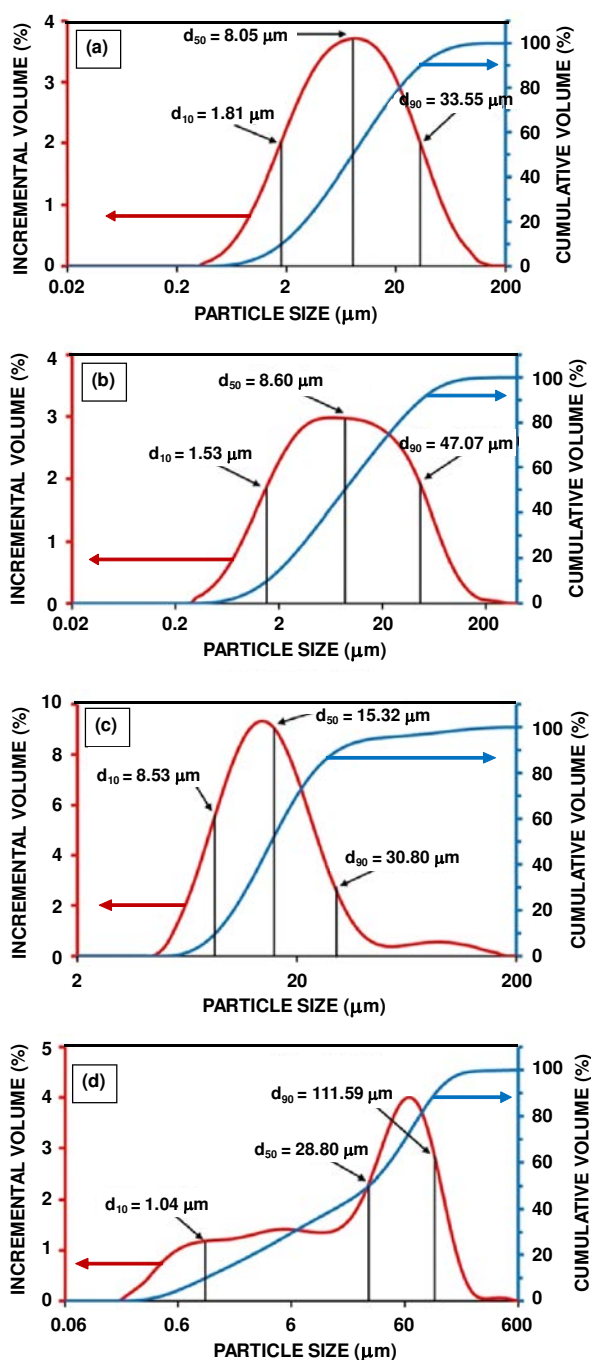 (a)
d50 = 8.05 μm
d10 = 1.81 μm
d90 = 33.55 μm
INCREMENTAL VOLUME (%)
4
3
2
1
0
CUMULATIVE VOLUME (%)
100
80
60
40
20
0
0.02 0.2 2 20 200
PARTICLE SIZE (μm)
(b)
d50 = 8.60 μm
d10 = 1.53 μm
d90 = 47.07 μm
INCREMENTAL VOLUME (%)
4
3
2
1
0
CUMULATIVE VOLUME (%)
100
80
60
40
20
0
0.02 0.2 2 20 200
PARTICLE SIZE (μm)
(c)
d50 = 15.32 μm
d10 = 8.53 μm
d90 = 30.80 μm
INCREMENTAL VOLUME (%)
10
8
6
4
2
0
CUMULATIVE VOLUME (%)
100
80
60
40
20
0
2 20 200
PARTICLE SIZE (μm)
(d)
d90 = 111.59 μm
d50 = 28.80 μm
d10 = 1.04 μm
INCREMENTAL VOLUME (%)
5
4
3
2
1
0
CUMULATIVE VOLUME (%)
100
80
60
40
20
0
0.06 0.6 6 60 600
PARTICLE SIZE (μm)